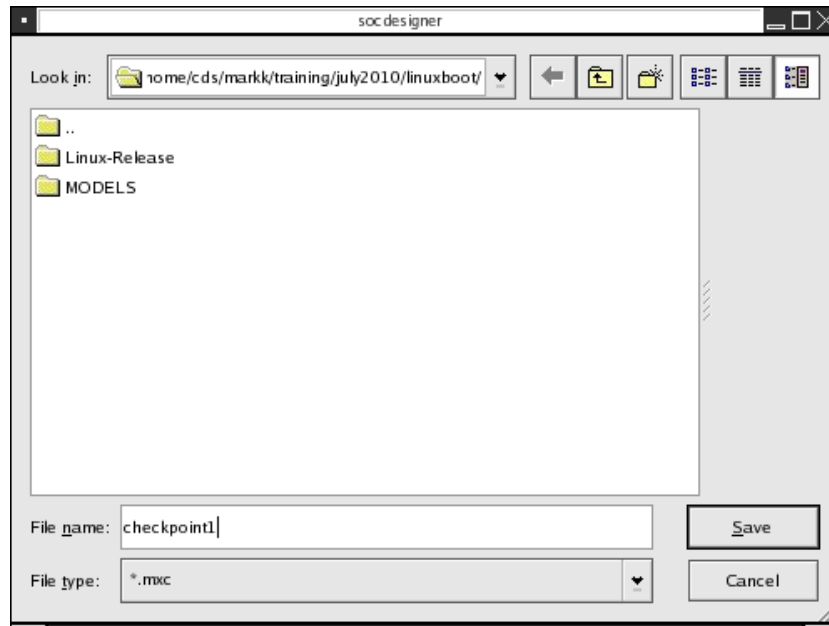 socdesigner
Look in: ome/cds/markk/training/july2010/linuxboot/
..
Linux-Release
MODELS
File name: checkpoint1
Save
File type: *.mxc
Cancel